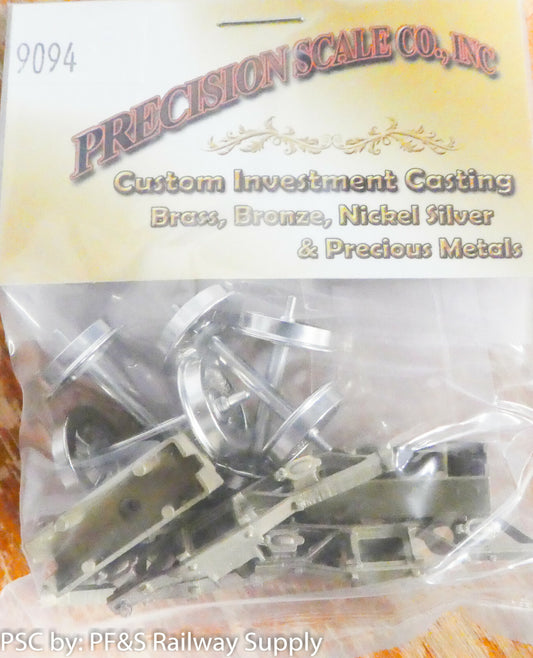 9094
PRECISION SCALE CO., INC
Custom Investment Casting
Brass, Bronze, Nickel Silver
& Precious Metals
PSC by: PF&S Railway Supply